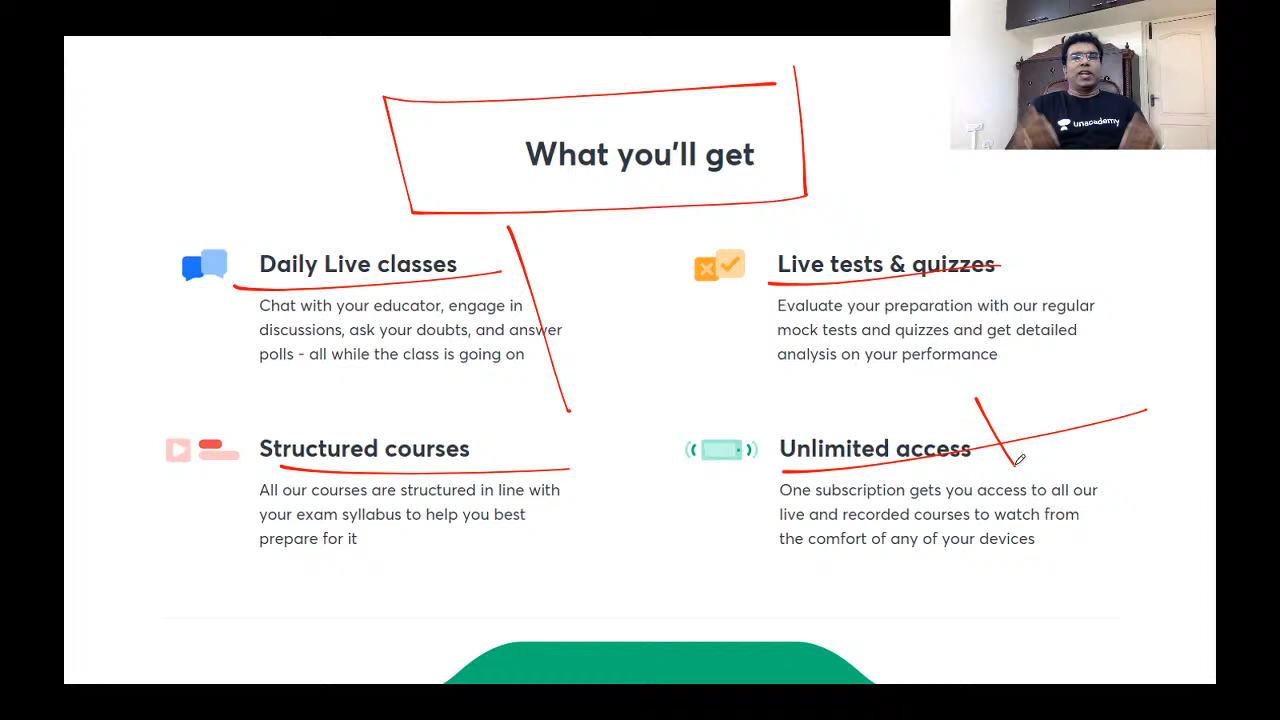 unacademy
What you'll get
Daily Live classes
Chat with your educator, engage in
discussions, ask your doubts, and answer
polls - all while the class is going on
Live tests & quizzes
Evaluate your preparation with our regular
mock tests and quizzes and get detailed
analysis on your performance
Structured courses
All our courses are structured in line with
your exam syllabus to help you best
prepare for it
Unlimited access
One subscription gets you access to all our
live and recorded courses to watch from
the comfort of any of your devices